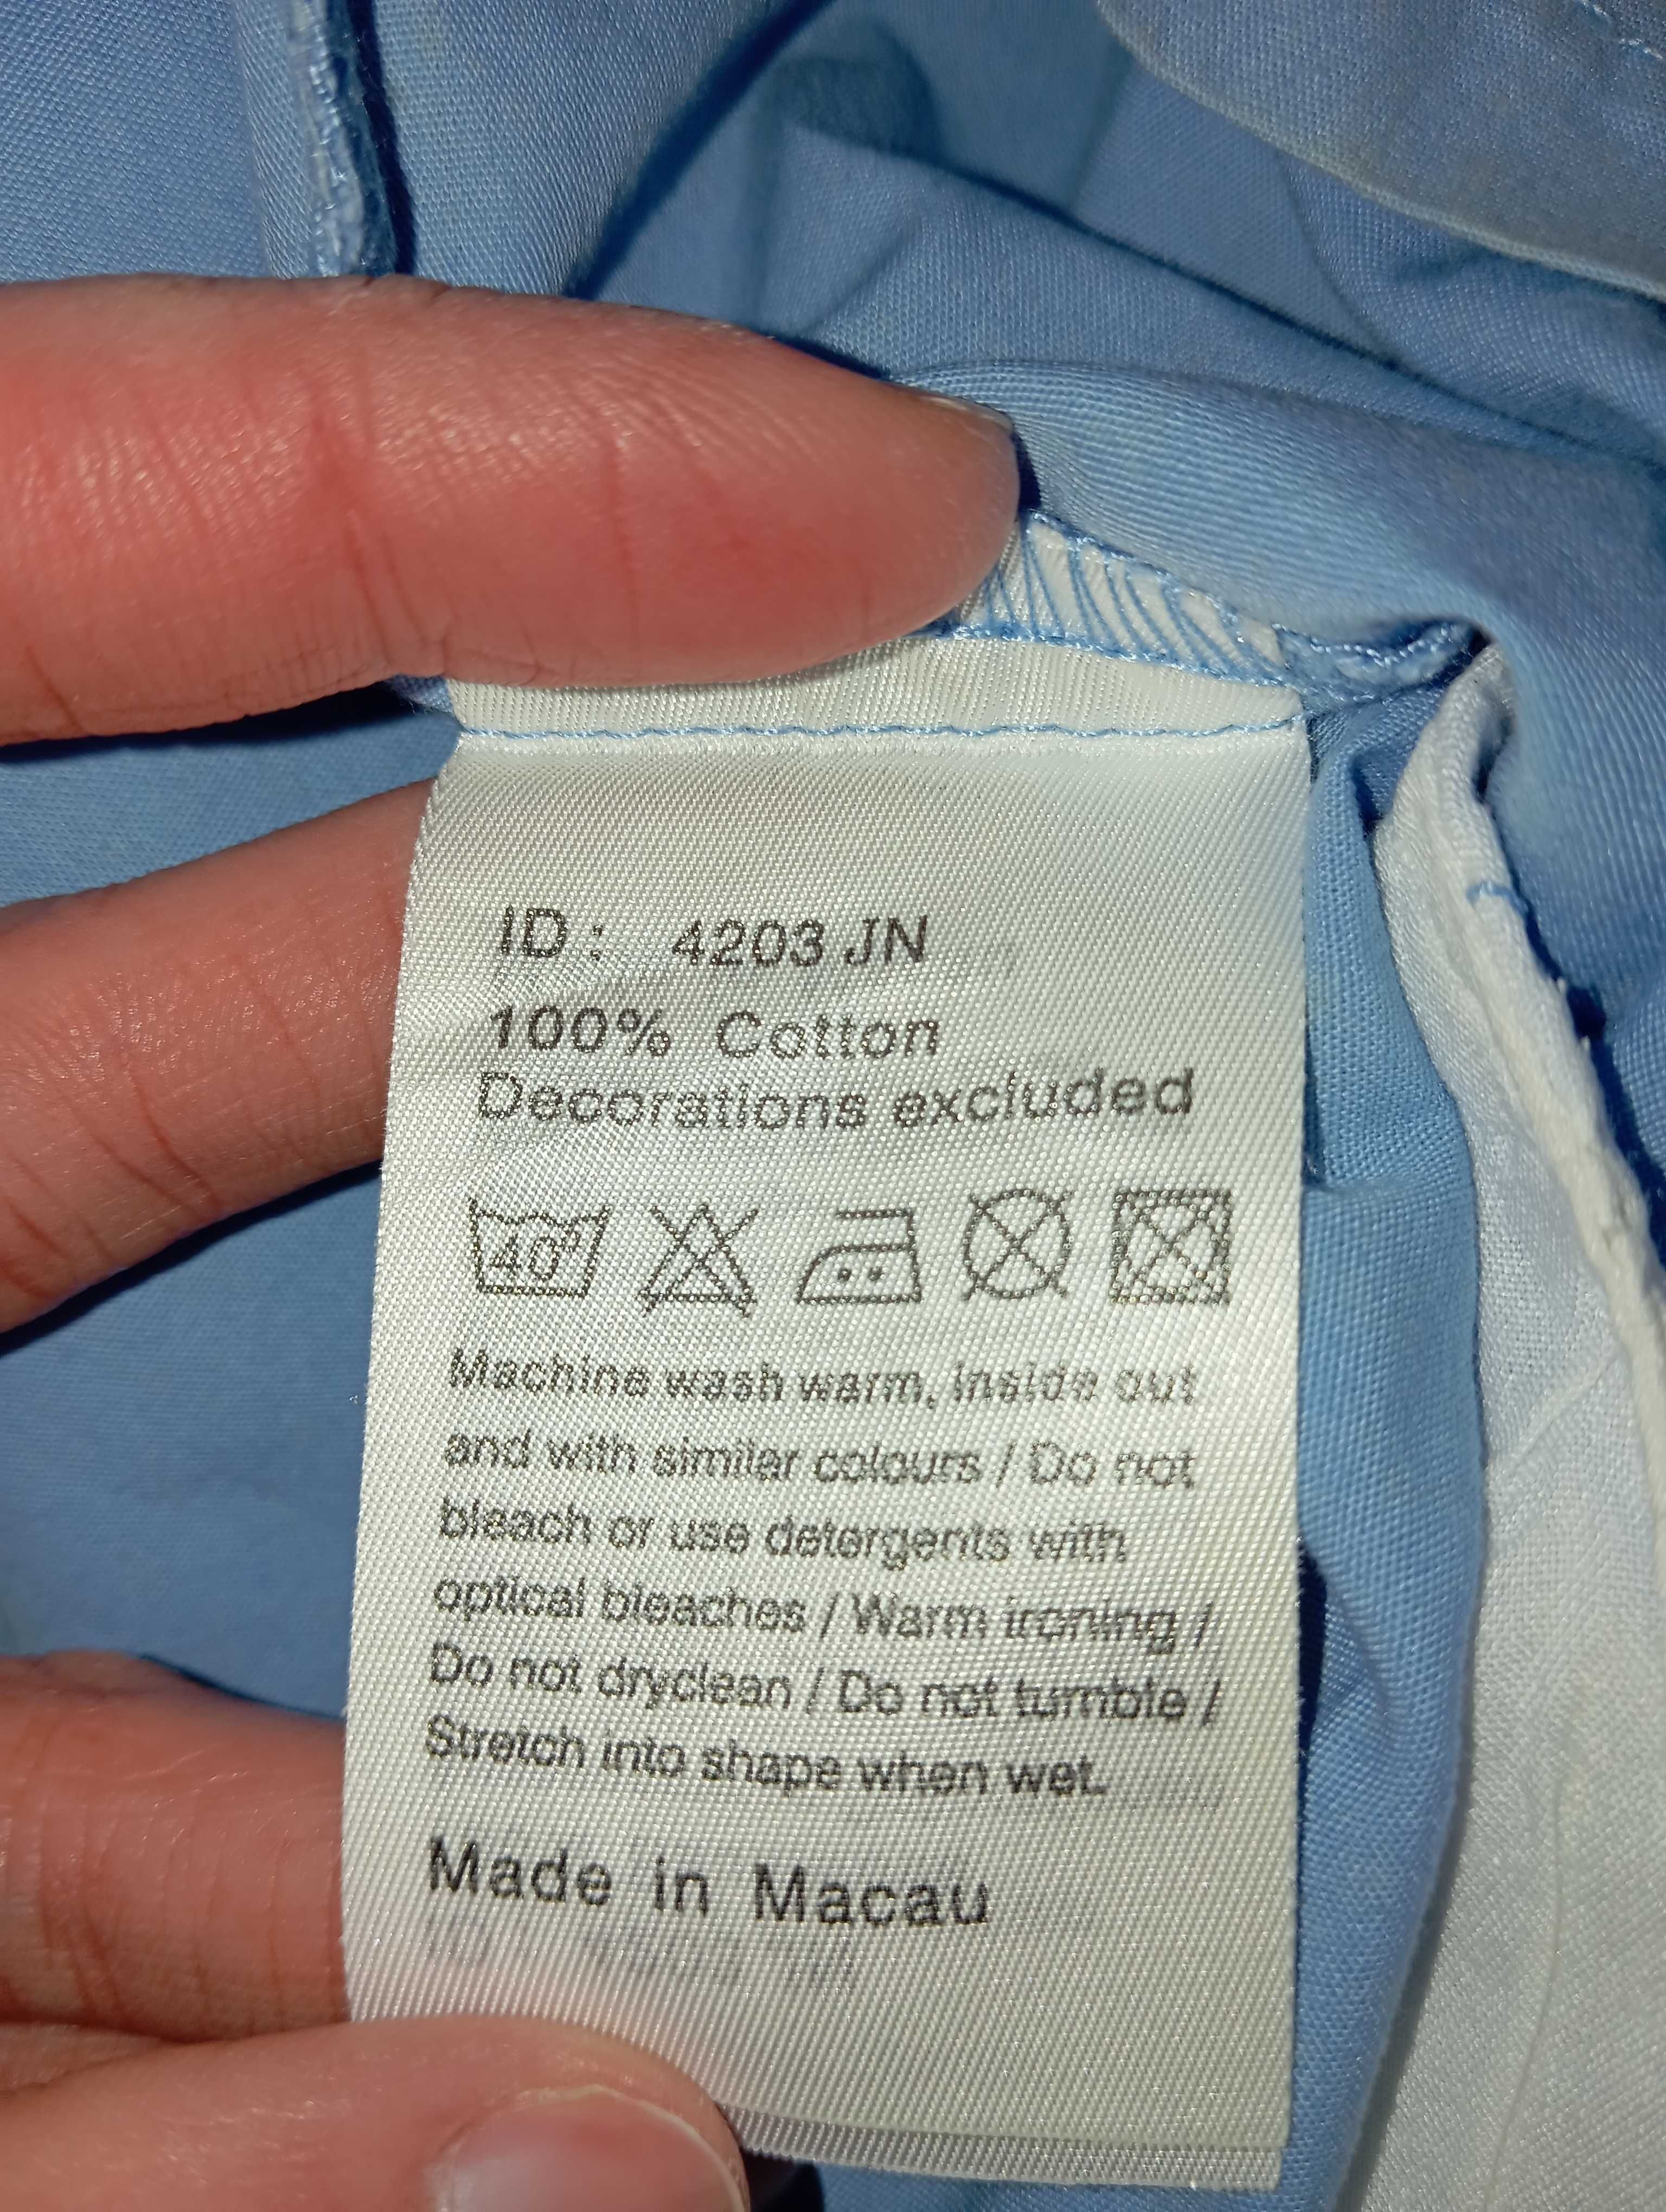 ID: 4203 JN
100% Cotton
Decorations excluded
40°
Machine wash warm, inside out
and with similar colours / Do not
bleach or use detergents with
optical bleaches / Warm ironing /
Do not dryclean / Do not tumble /
Stretch into shape when wet.
Made in Macau